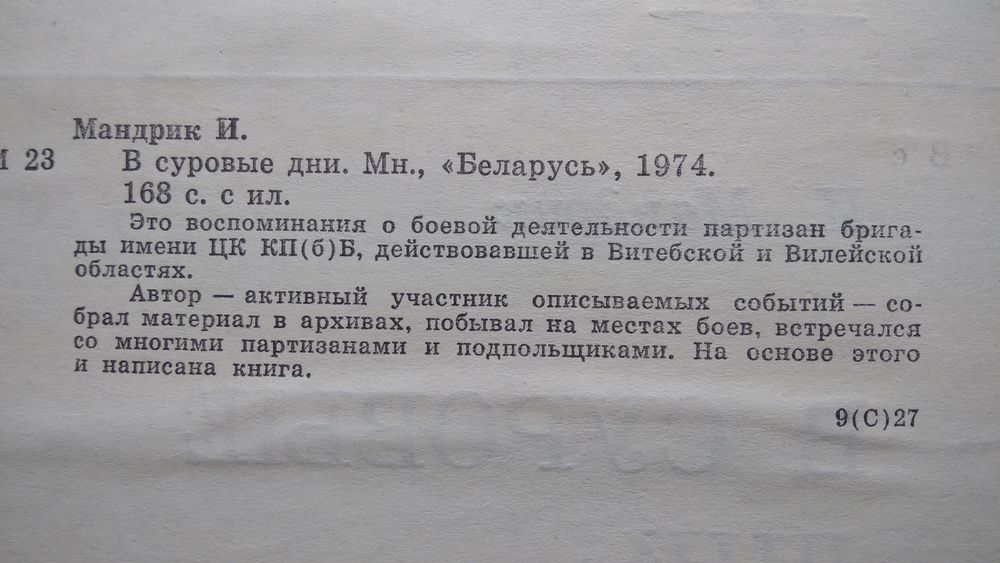 Мандрик И.
М 23 В суровые дни. Мн., «Беларусь», 1974.
168 с. с ил.
Это воспоминания о боевой деятельности партизан брига-
ды имени ЦК КП(б)Б, действовавшей в Витебской и Вилейской
областях.
Автор — активный участник описываемых событий — со-
брал материал в архивах, побывал на местах боев, встречался
со многими партизанами и подпольщиками. На основе этого
и написана книга.
9(С)27